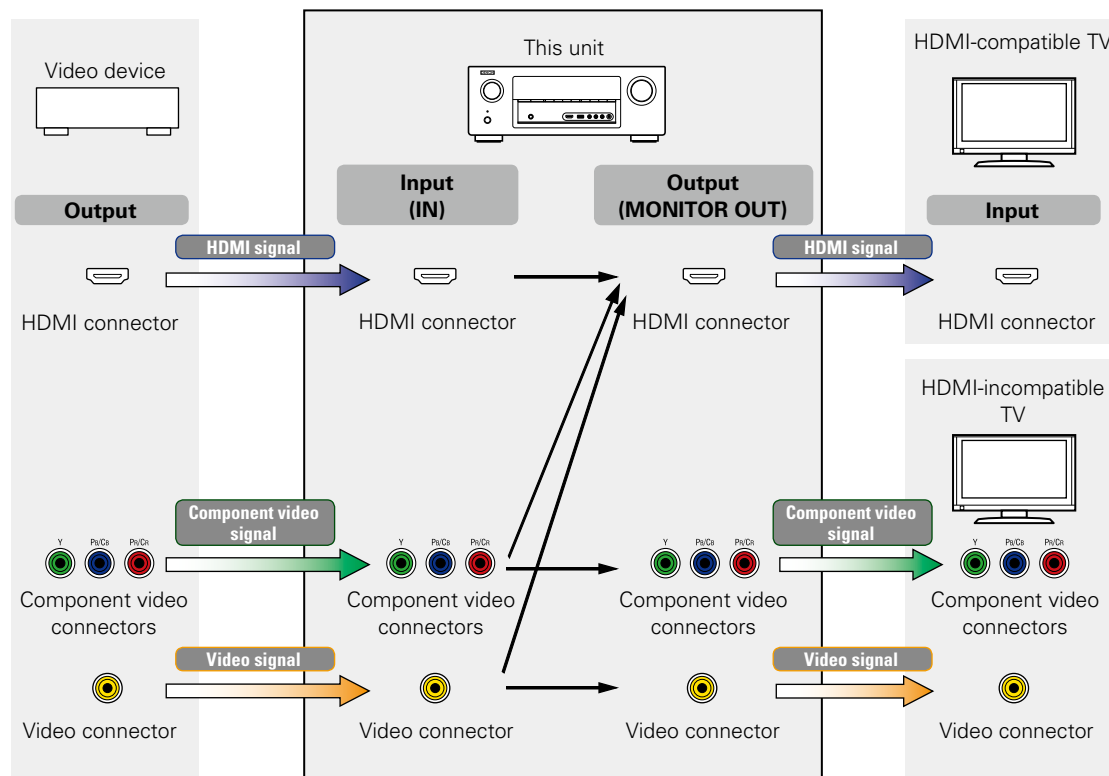 Video device
This unit
HDMI-compatible TV
Output
Input
(IN)
Output
(MONITOR OUT)
Input
HDMI signal
HDMI signal
HDMI connector
HDMI connector
HDMI connector
HDMI connector
HDMI-incompatible
TV
Component video
signal
Component video
signal
Y PB/CB PR/CR
Y PB/CB PR/CR
Y PB/CB PR/CR
Y PB/CB PR/CR
Component video
connectors
Component video
connectors
Component video
connectors
Component video
connectors
Video signal
Video signal
Video connector
Video connector
Video connector
Video connector